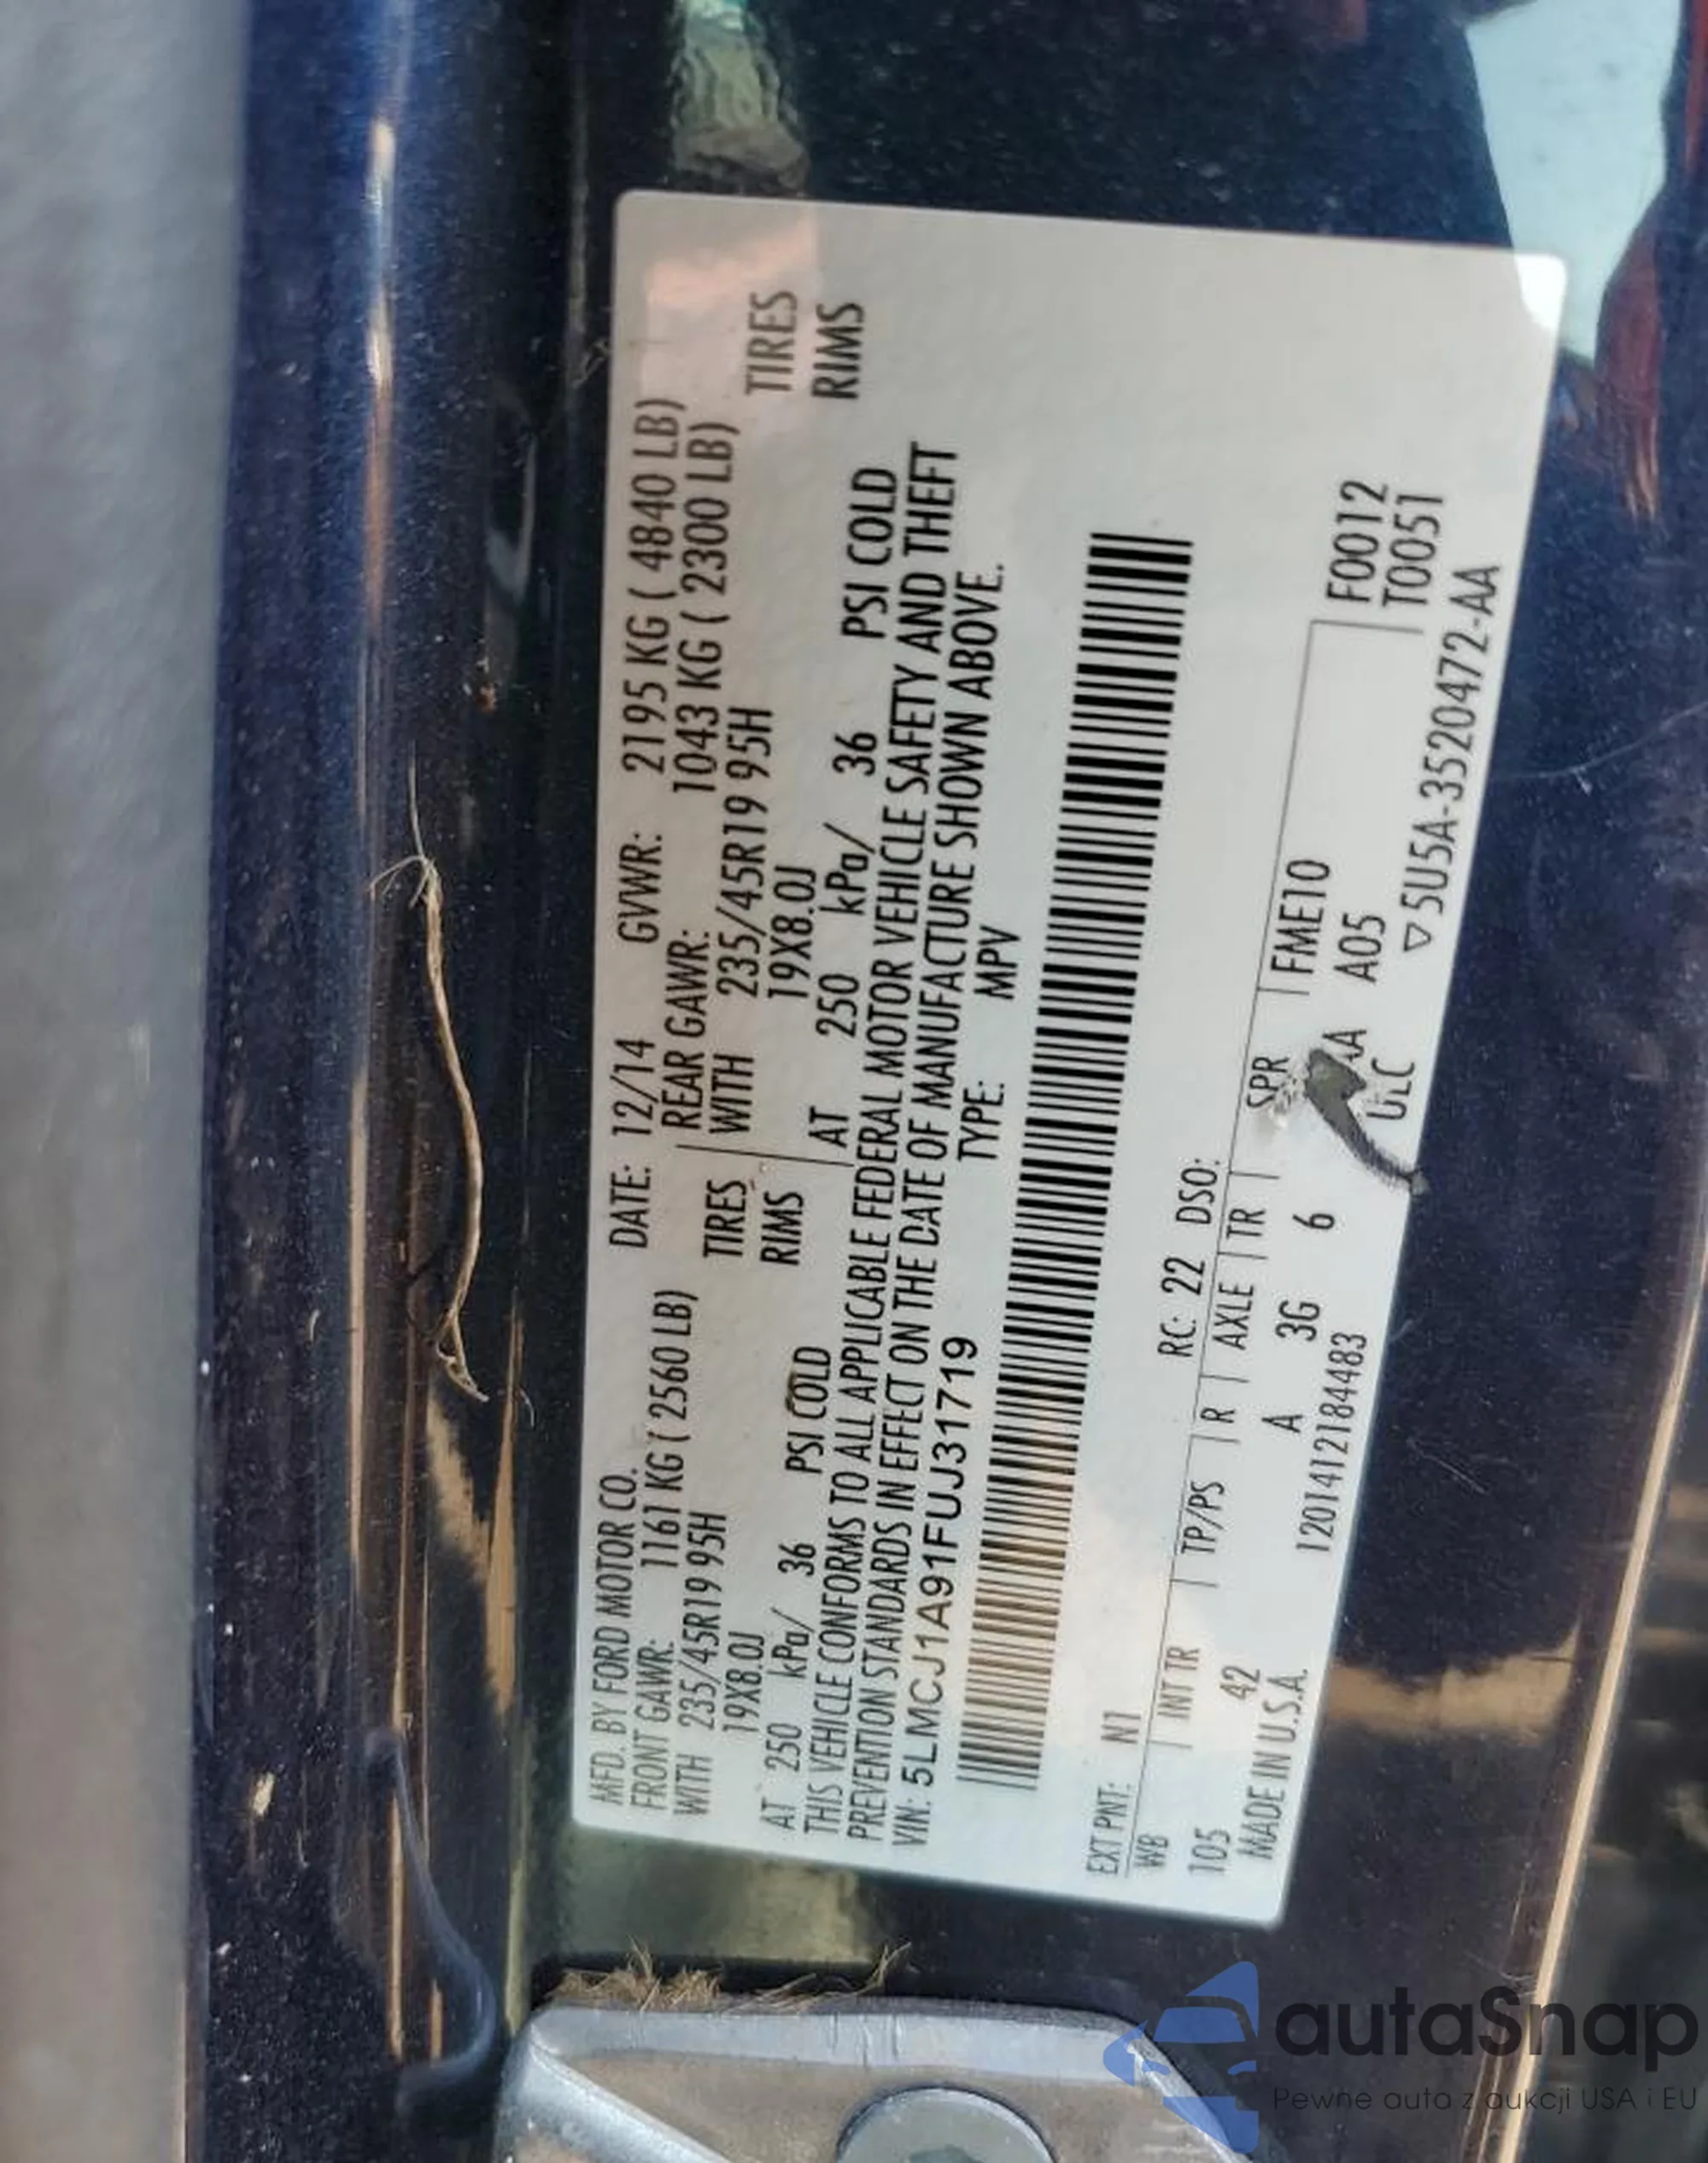 MFD. BY FORD MOTOR CO. DATE: 12/14 GVWR: 2195 KG ( 4840 LB)
FRONT GAWR: 1161 KG ( 2560 LB) REAR GAWR: 1043 KG ( 2300 LB)
WITH 235/45R19 95H TIRES WITH 235/45R19 95H TIRES
19X8.0J RIMS 19X8.0J RIMS
AT 250 kPa/ 36 PSI COLD AT 250 kPa/ 36 PSI COLD
THIS VEHICLE CONFORMS TO ALL APPLICABLE FEDERAL MOTOR VEHICLE SAFETY AND THEFT
PREVENTION STANDARDS IN EFFECT ON THE DATE OF MANUFACTURE SHOWN ABOVE.
VIN: 5LMCJ1A91FUJ31719 TYPE: MPV
EXT PNT: N1 RC: 22 DSO:
WB INT TR TP/PS R AXLE TR SPR FME10 F0012
105 42 A 3G 6 AA A05 T0051
MADE IN U.S.A. 1201412184483 ULC ▽5U5A-3520472-AA
autaSnap
Pewne auta z aukcji USA i EU